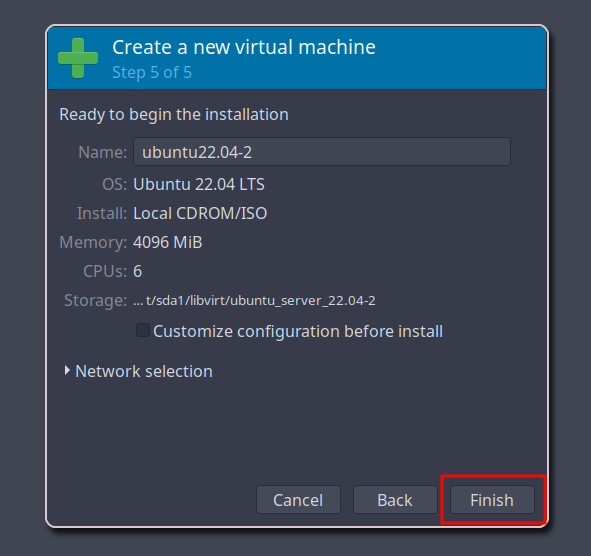 Create a new virtual machine
Step 5 of 5
Ready to begin the installation
Name: ubuntu22.04-2
OS: Ubuntu 22.04 LTS
Install: Local CDROM/ISO
Memory: 4096 MiB
CPUs: 6
Storage: ... t/sda1/libvirt/ubuntu_server_22.04-2
Customize configuration before install
Network selection
Cancel Back Finish